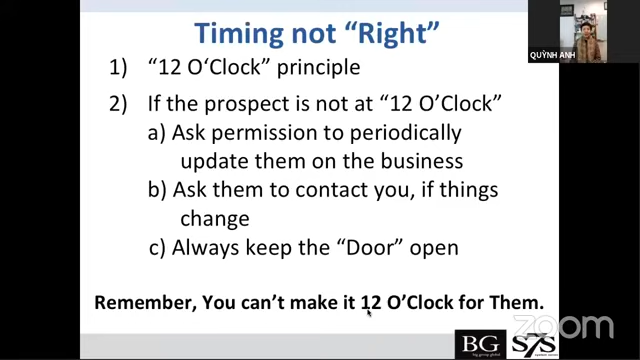 Timing not “Right”
1) “12 O‘Clock” principle
2) If the prospect is not at “12 O’Clock”
a) Ask permission to periodically
update them on the business
b) Ask them to contact you, if things
change
c) Always keep the “Door” open
Remember, You can’t make it 12 O’Clock for Them.
QUỲNH ANH
zoom
BG
big group global
S7S